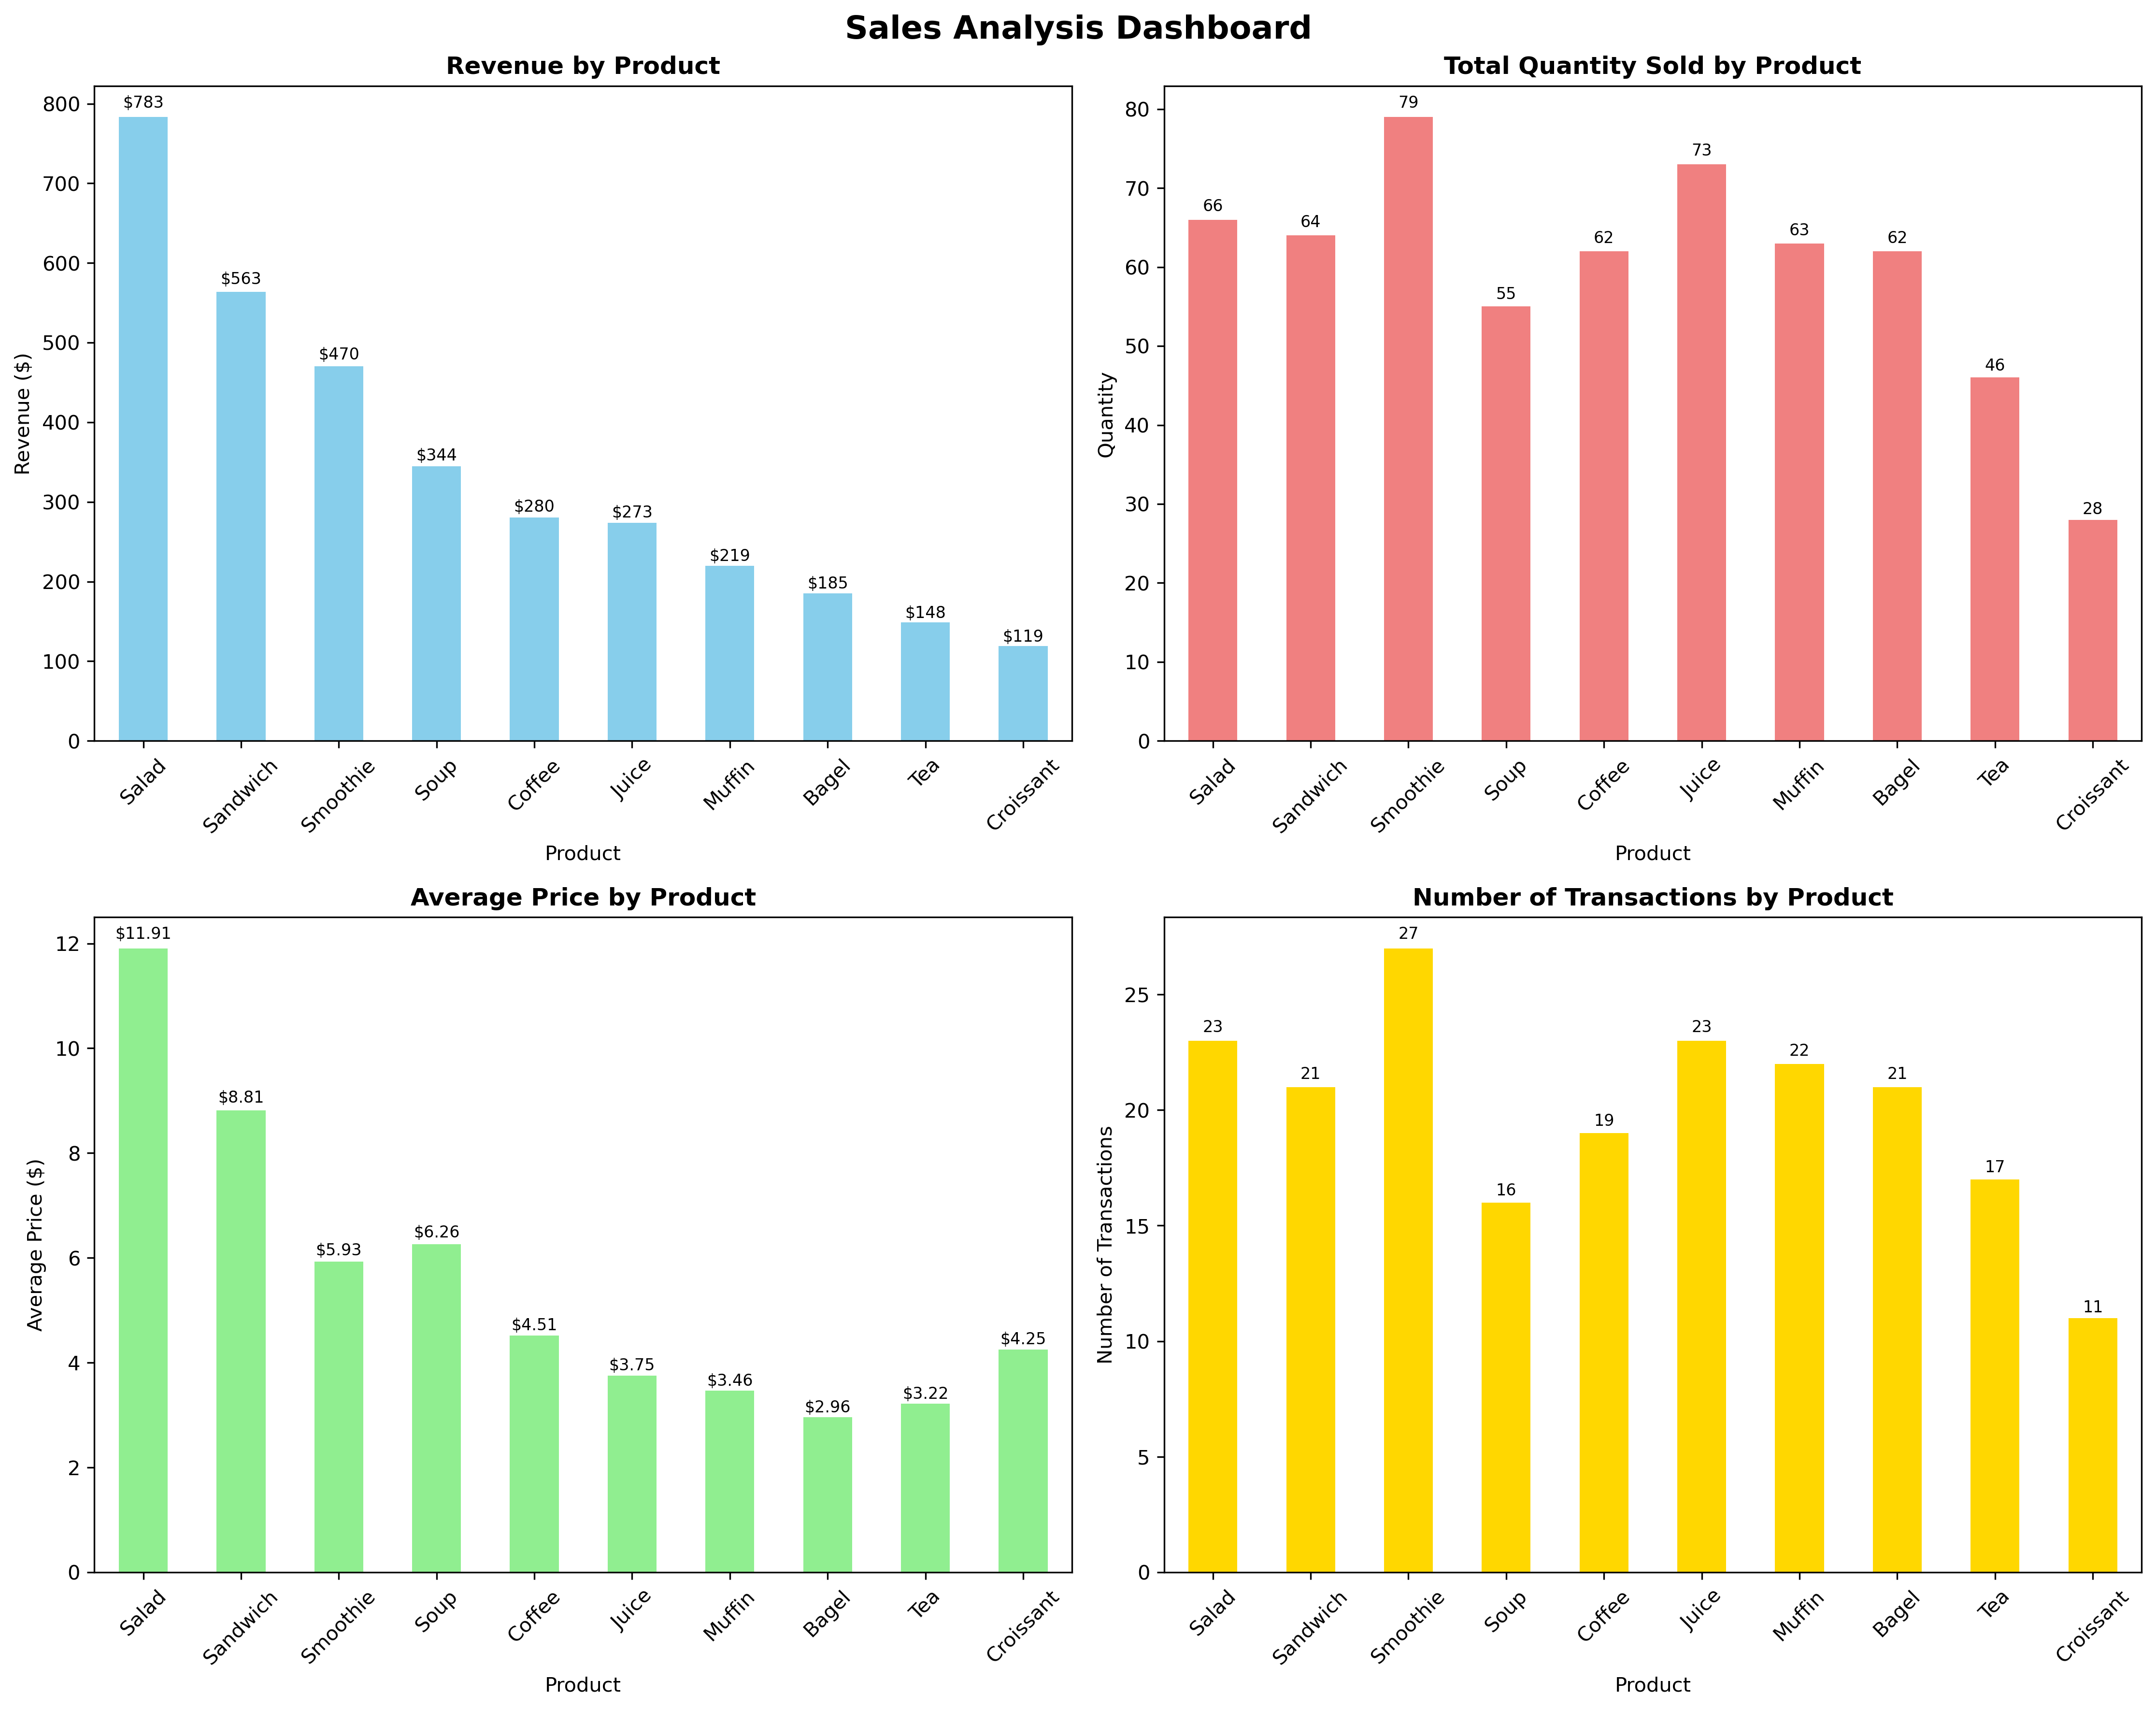 Sales Analysis Dashboard
Revenue by Product
Revenue ($)
800
700
600
500
400
300
200
100
0
$783
$563
$470
$344
$280
$273
$219
$185
$148
$119
Salad
Sandwich
Smoothie
Soup
Coffee
Juice
Muffin
Bagel
Tea
Croissant
Product
Total Quantity Sold by Product
Quantity
80
70
60
50
40
30
20
10
0
66
64
79
55
62
73
63
62
46
28
Salad
Sandwich
Smoothie
Soup
Coffee
Juice
Muffin
Bagel
Tea
Croissant
Product
Average Price by Product
Average Price ($)
12
10
8
6
4
2
0
$11.91
$8.81
$5.93
$6.26
$4.51
$3.75
$3.46
$2.96
$3.22
$4.25
Salad
Sandwich
Smoothie
Soup
Coffee
Juice
Muffin
Bagel
Tea
Croissant
Product
Number of Transactions by Product
Number of Transactions
25
20
15
10
5
0
23
21
27
16
19
23
22
21
17
11
Salad
Sandwich
Smoothie
Soup
Coffee
Juice
Muffin
Bagel
Tea
Croissant
Product